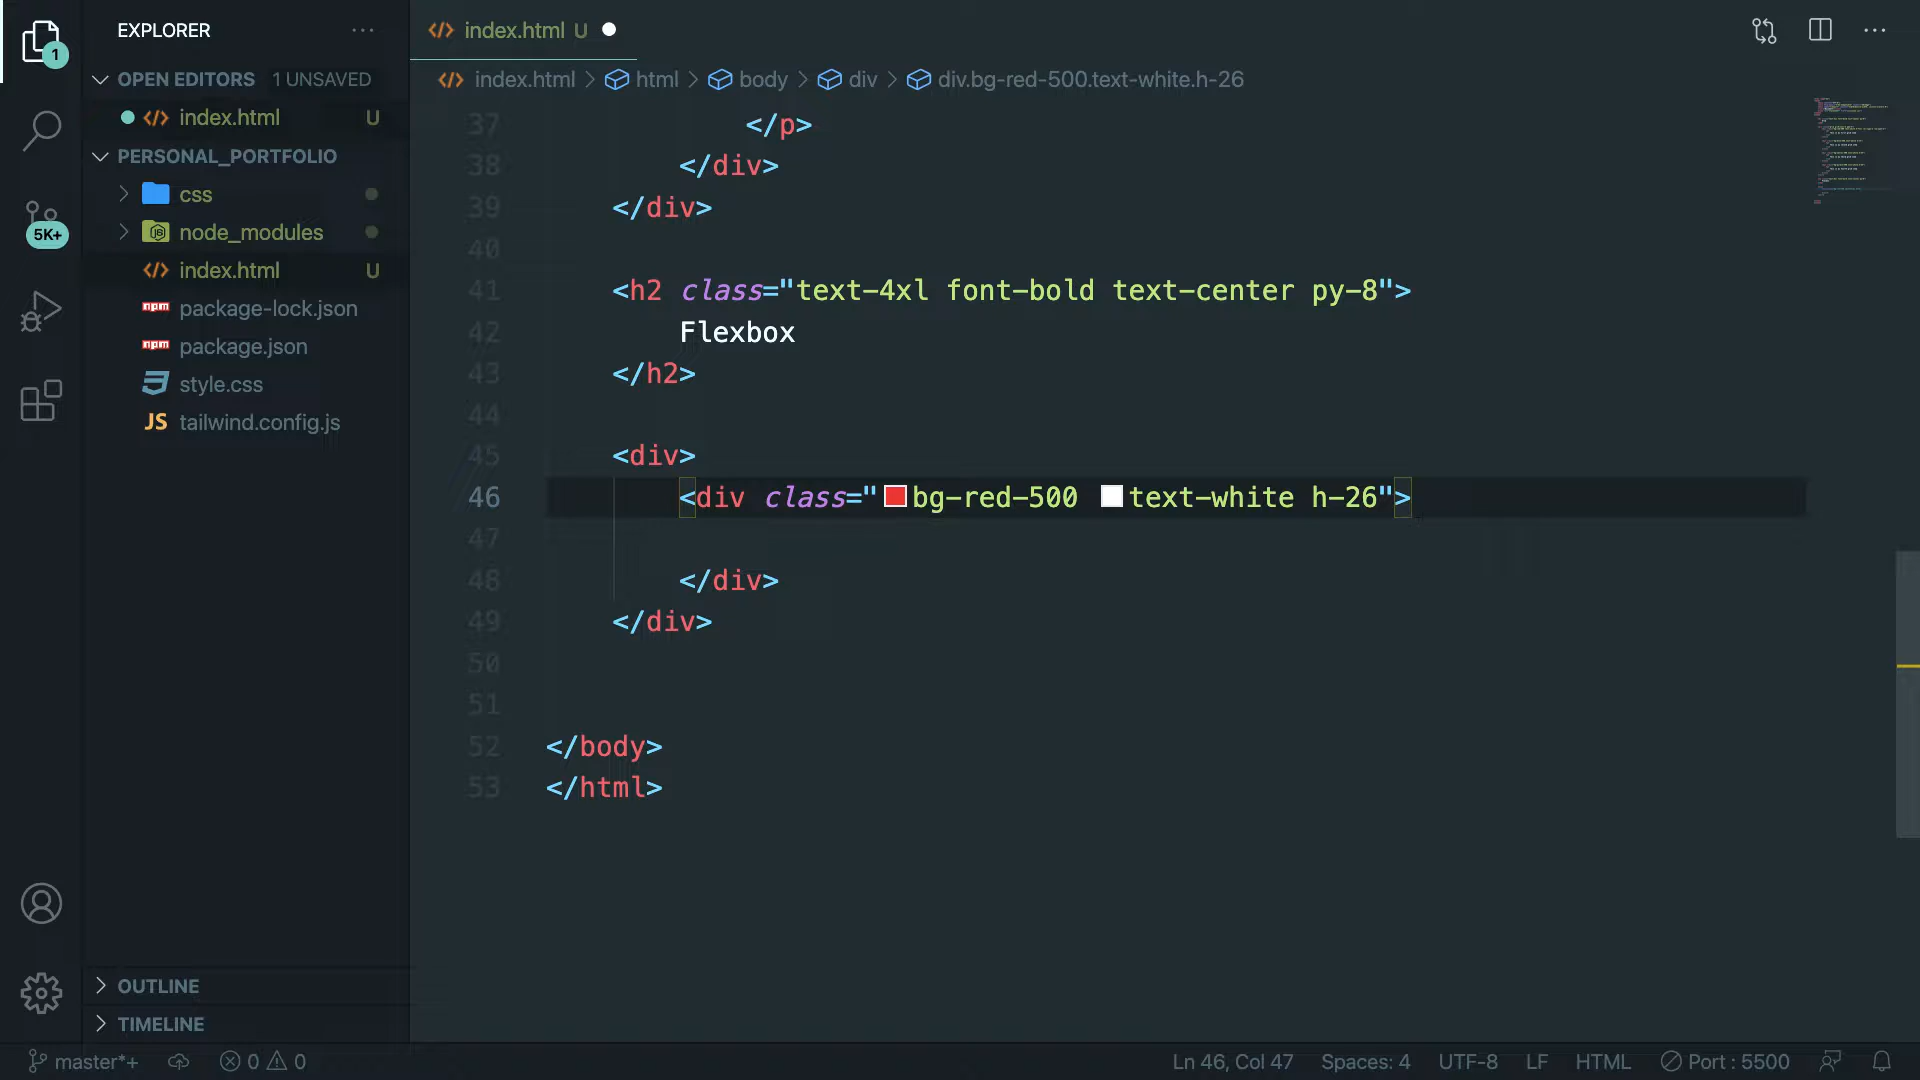 EXPLORER
1
OPEN EDITORS 1 UNSAVED
index.html U
PERSONAL_PORTFOLIO
css
node_modules
5K+
index.html U
package-lock.json
package.json
style.css
JS tailwind.config.js
OUTLINE
TIMELINE
index.html U
index.html > html > body > div > div.bg-red-500.text-white.h-26
37 </p>
38 </div>
39 </div>
40
41 <h2 class="text-4xl font-bold text-center py-8">
42 Flexbox
43 </h2>
44
45 <div>
46 <div class="bg-red-500 text-white h-26">
47
48 </div>
49 </div>
50
51
52 </body>
53 </html>
master*+ 0 0 Ln 46, Col 47 Spaces: 4 UTF-8 LF HTML Port : 5500